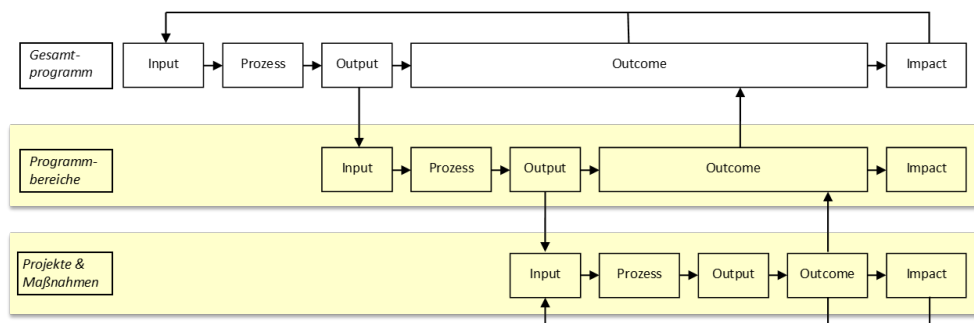 Gesamt-
programm
Input
Prozess
Output
Outcome
Impact
Programm-
bereiche
Input
Prozess
Output
Outcome
Impact
Projekte &
Maßnahmen
Input
Prozess
Output
Outcome
Impact